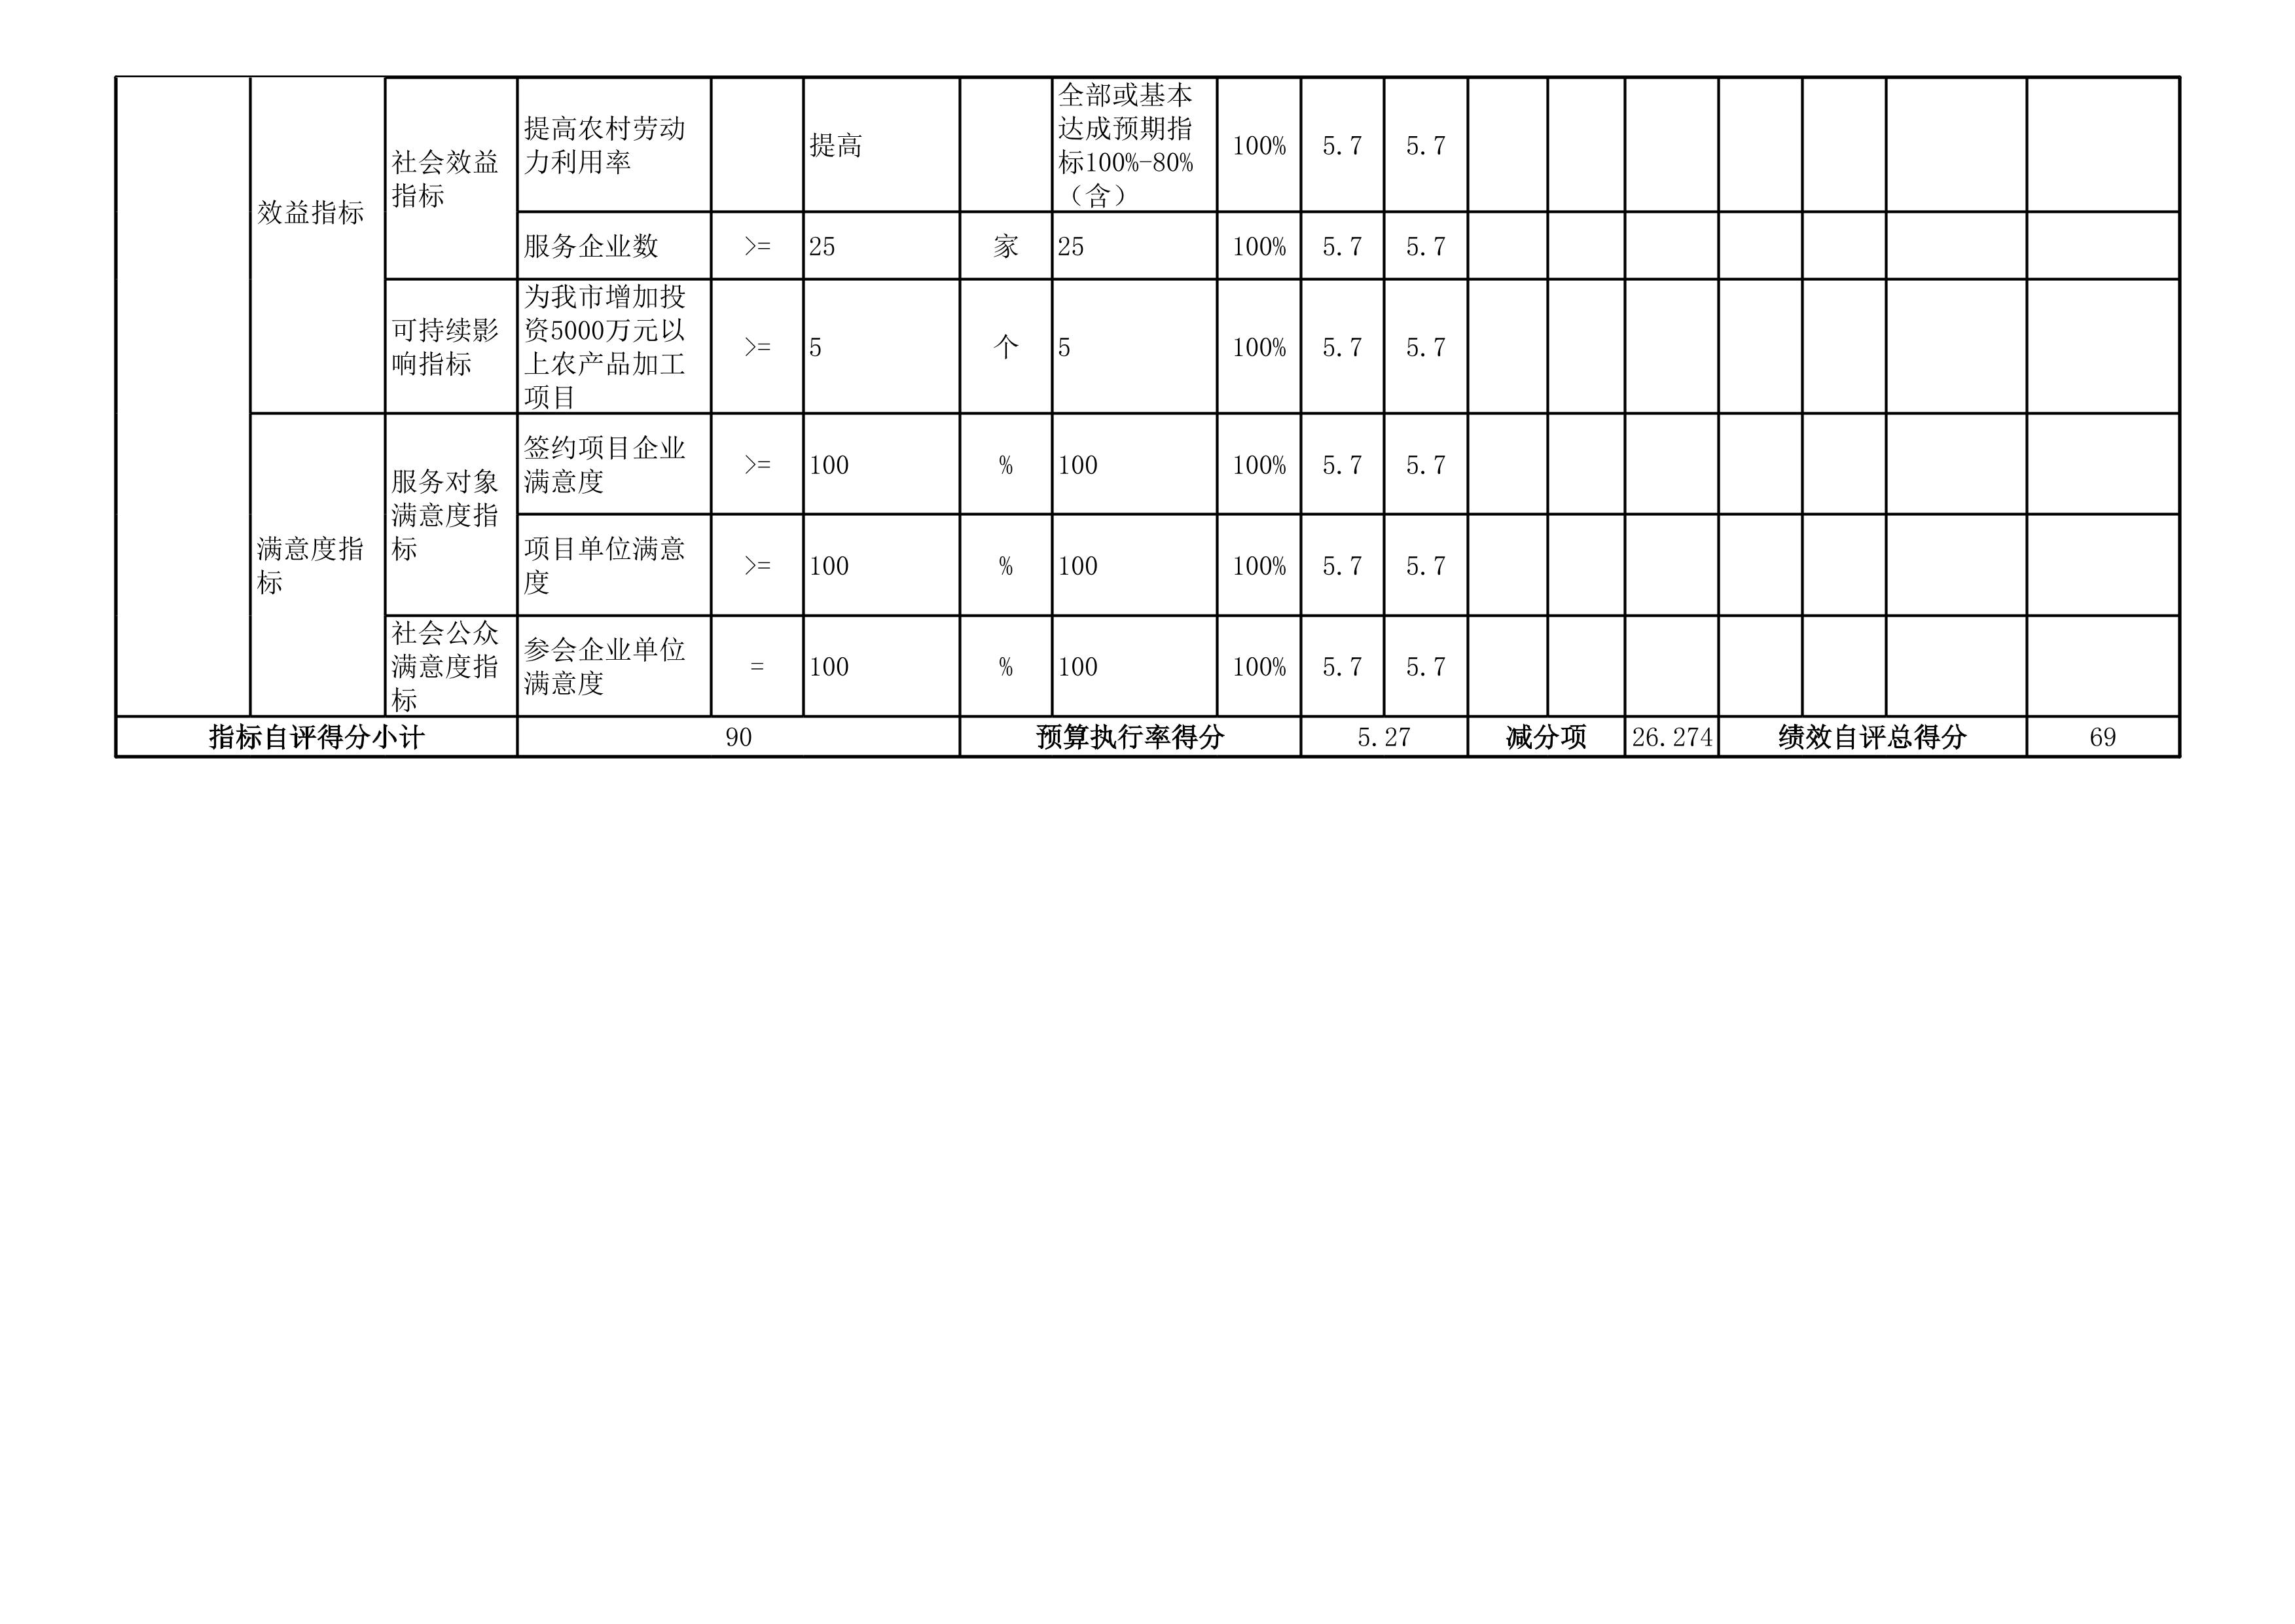 效益指标
社会效益
指标
提高农村劳动
力利用率
提高
全部或基本
达成预期指
标100%-80%
（含）
100%
5.7
5.7
服务企业数
>=
25
家
25
100%
5.7
5.7
可持续影
响指标
为我市增加投
资5000万元以
上农产品加工
项目
>=
5
个
5
100%
5.7
5.7
满意度指
标
服务对象
满意度指
标
签约项目企业
满意度
>=
100
%
100
100%
5.7
5.7
项目单位满意
度
>=
100
%
100
100%
5.7
5.7
社会公众
满意度指
标
参会企业单位
满意度
=
100
%
100
100%
5.7
5.7
指标自评得分小计
90
预算执行率得分
5.27
减分项
26.274
绩效自评总得分
69